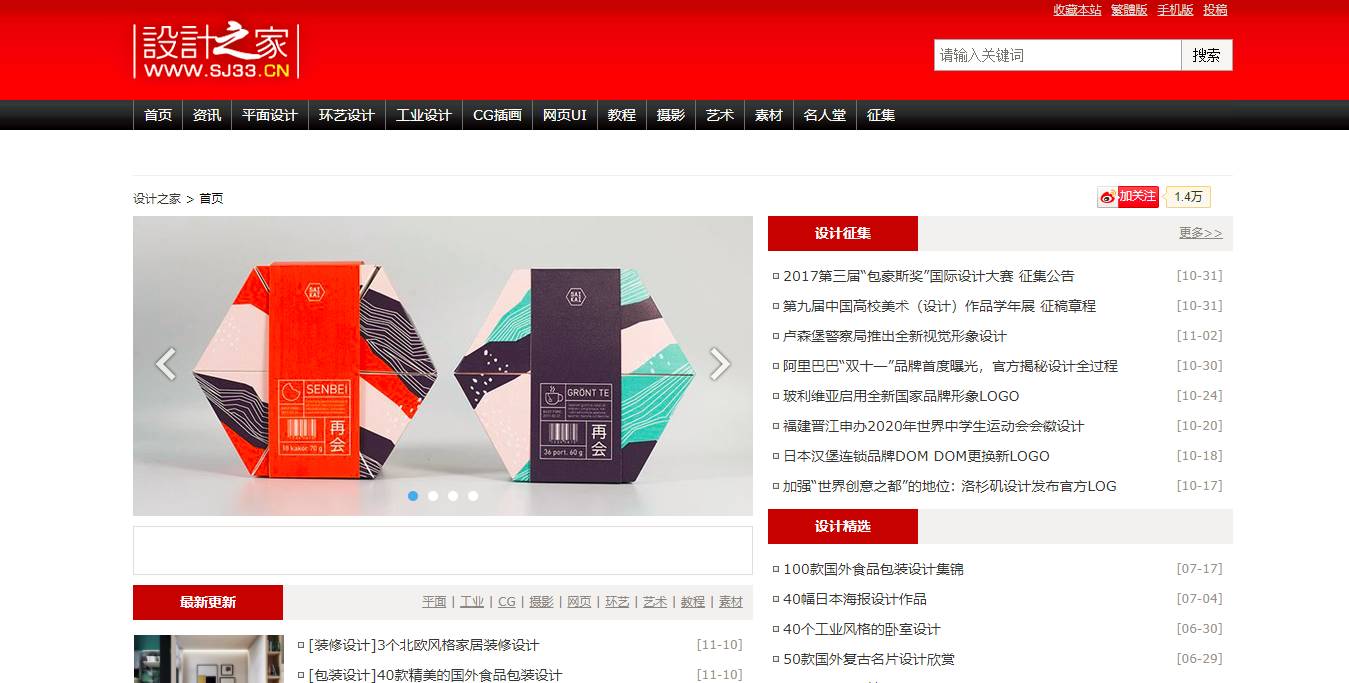 收藏本站 繁體版 手机版 投稿
設計之家
WWW.SJ33.CN
请输入关键词 搜索
首页 资讯 平面设计 环艺设计 工业设计 CG插画 网页UI 教程 摄影 艺术 素材 名人堂 征集
设计之家 > 首页
加关注 1.4万
SAI KAI
SENBEI
再会
18 kakor 70 g
SAI KAI
GRÖNT TE
再会
36 port. 60 g
设计征集 更多>>
2017第三届“包豪斯奖”国际设计大赛 征集公告 [10-31]
第九届中国高校美术（设计）作品学年展 征稿章程 [10-31]
卢森堡警察局推出全新视觉形象设计 [11-02]
阿里巴巴“双十一”品牌首度曝光，官方揭秘设计全过程 [10-30]
玻利维亚启用全新国家品牌形象LOGO [10-24]
福建晋江申办2020年世界中学生运动会会徽设计 [10-20]
日本汉堡连锁品牌DOM DOM更换新LOGO [10-18]
加强“世界创意之都”的地位：洛杉矶设计发布官方LOG [10-17]
设计精选
100款国外食品包装设计集锦 [07-17]
40幅日本海报设计作品 [07-04]
40个工业风格的卧室设计 [06-30]
50款国外复古名片设计欣赏 [06-29]
最新更新 平面 | 工业 | CG | 摄影 | 网页 | 环艺 | 艺术 | 教程 | 素材
[装修设计]3个北欧风格家居装修设计 [11-10]
[包装设计]40款精美的国外食品包装设计 [11-10]